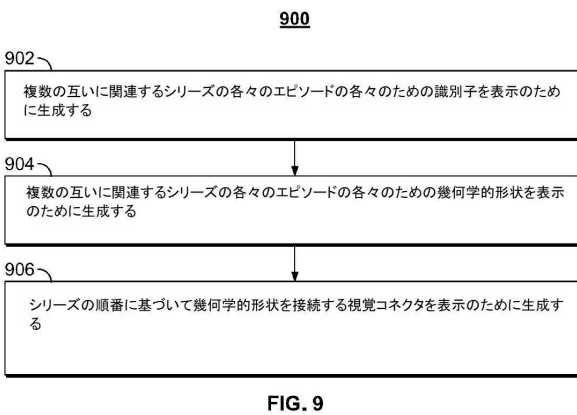 900
902
複数の互いに関連するシリーズの各々のエピソードの各々のための識別子を表示のため
に生成する
904
複数の互いに関連するシリーズの各々のエピソードの各々のための幾何学的形状を表示
のために生成する
906
シリーズの順番に基づいて幾何学的形状を接続する視覚コネクタを表示のために生成す
る
FIG. 9